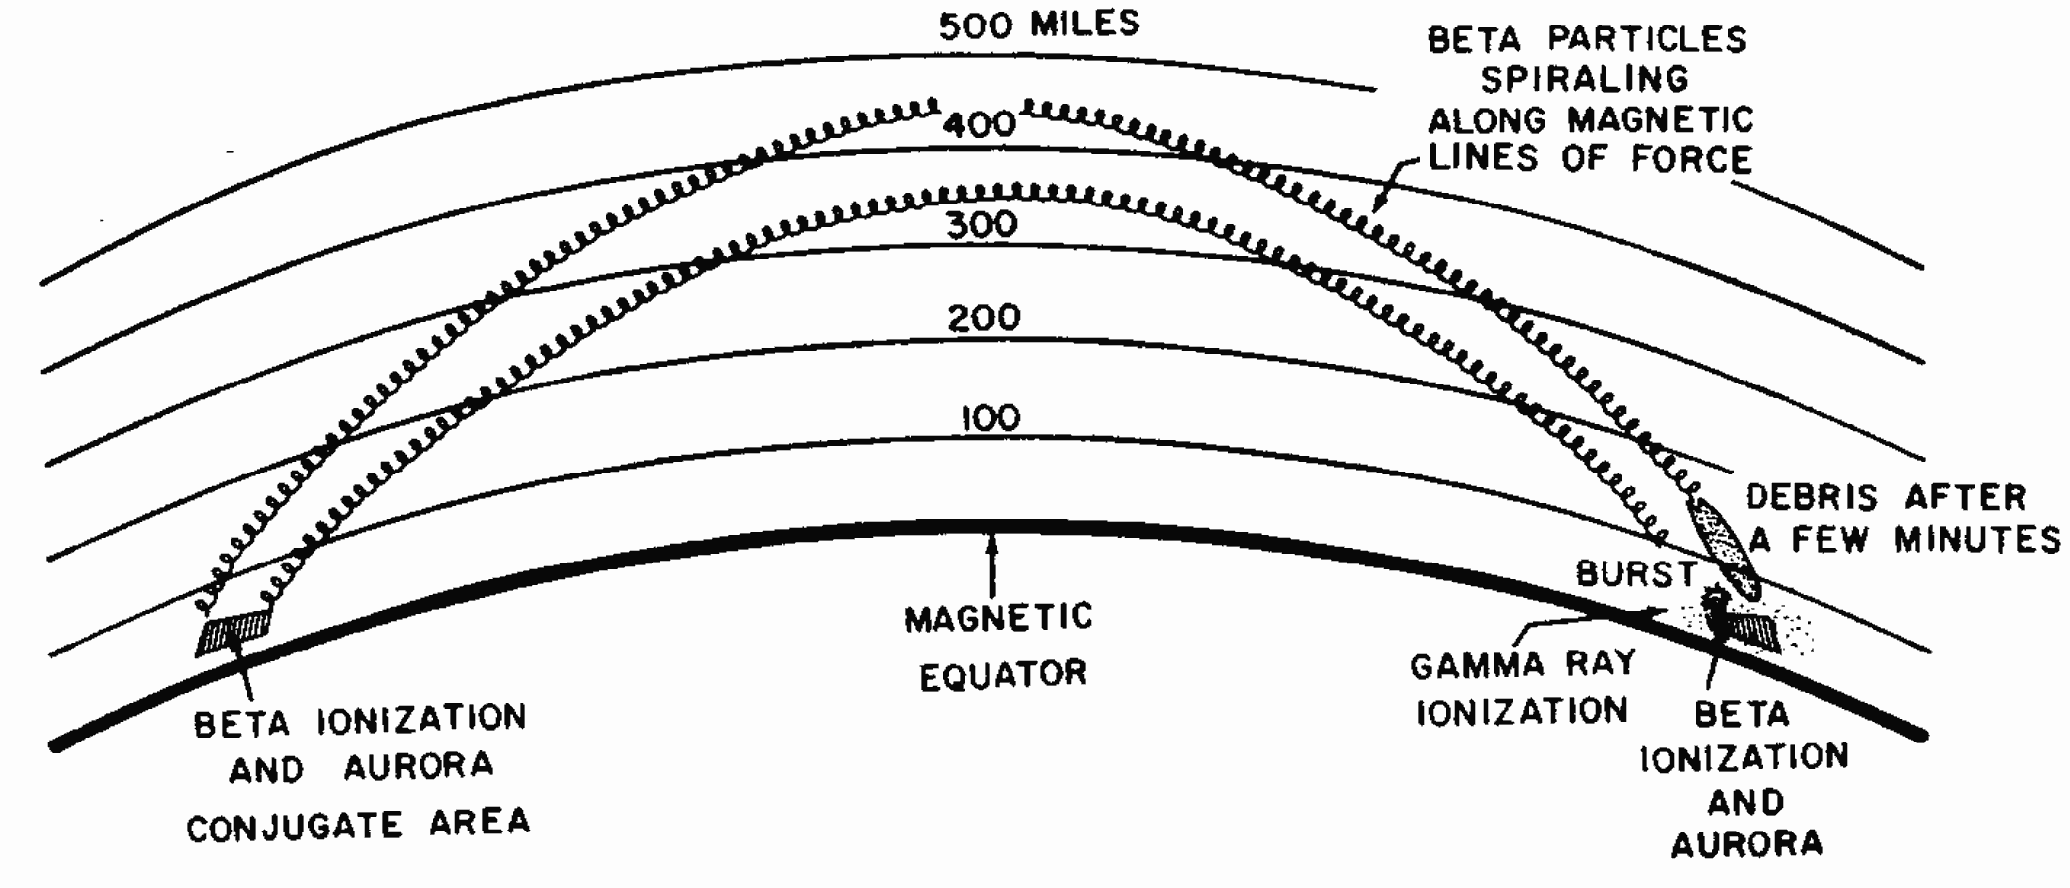 500 MILES
BETA PARTICLES
SPIRALING
ALONG MAGNETIC
LINES OF FORCE
400
300
200
100
DEBRIS AFTER
A FEW MINUTES
BURST
MAGNETIC
EQUATOR
GAMMA RAY
IONIZATION
BETA
IONIZATION
AND
AURORA
BETA IONIZATION
AND AURORA
CONJUGATE AREA